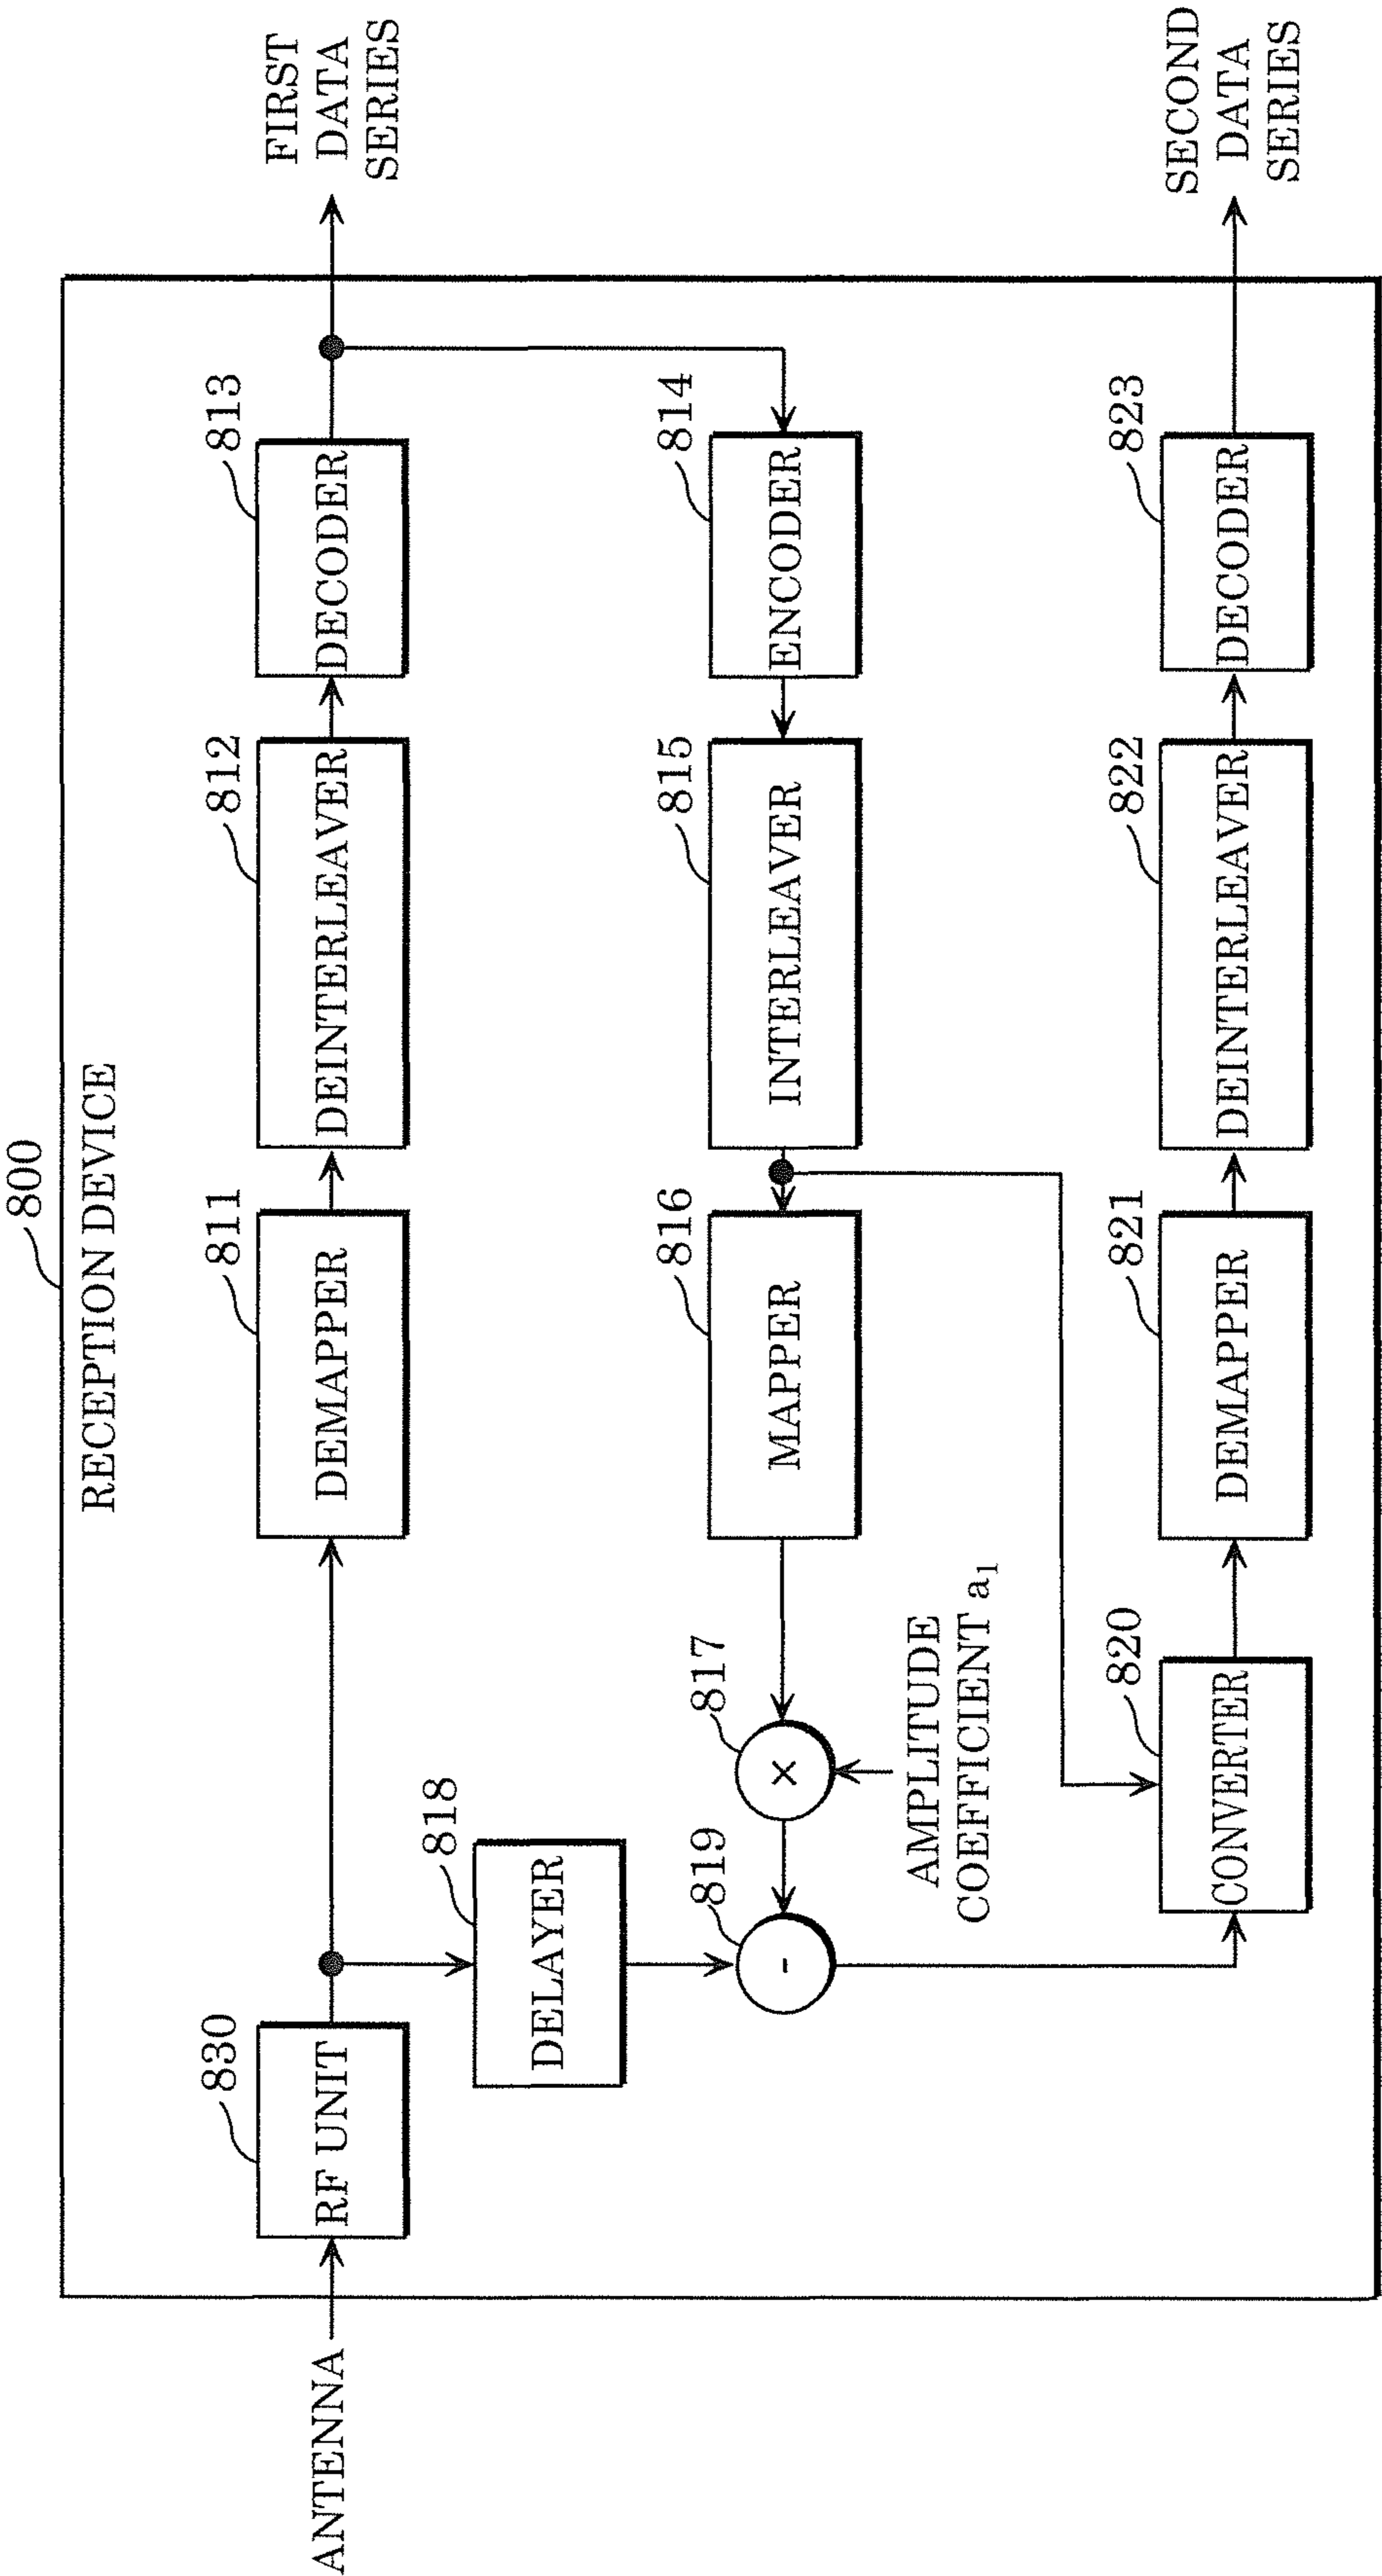 800
RECEPTION DEVICE
ANTENNA
830
RF UNIT
811
DEMAPPER
812
DEINTERLEAVER
813
DECODER
FIRST
DATA
SERIES
818
DELAYER
819
-
817
×
AMPLITUDE
COEFFICIENT a₁
816
MAPPER
815
INTERLEAVER
814
ENCODER
820
CONVERTER
821
DEMAPPER
822
DEINTERLEAVER
823
DECODER
SECOND
DATA
SERIES